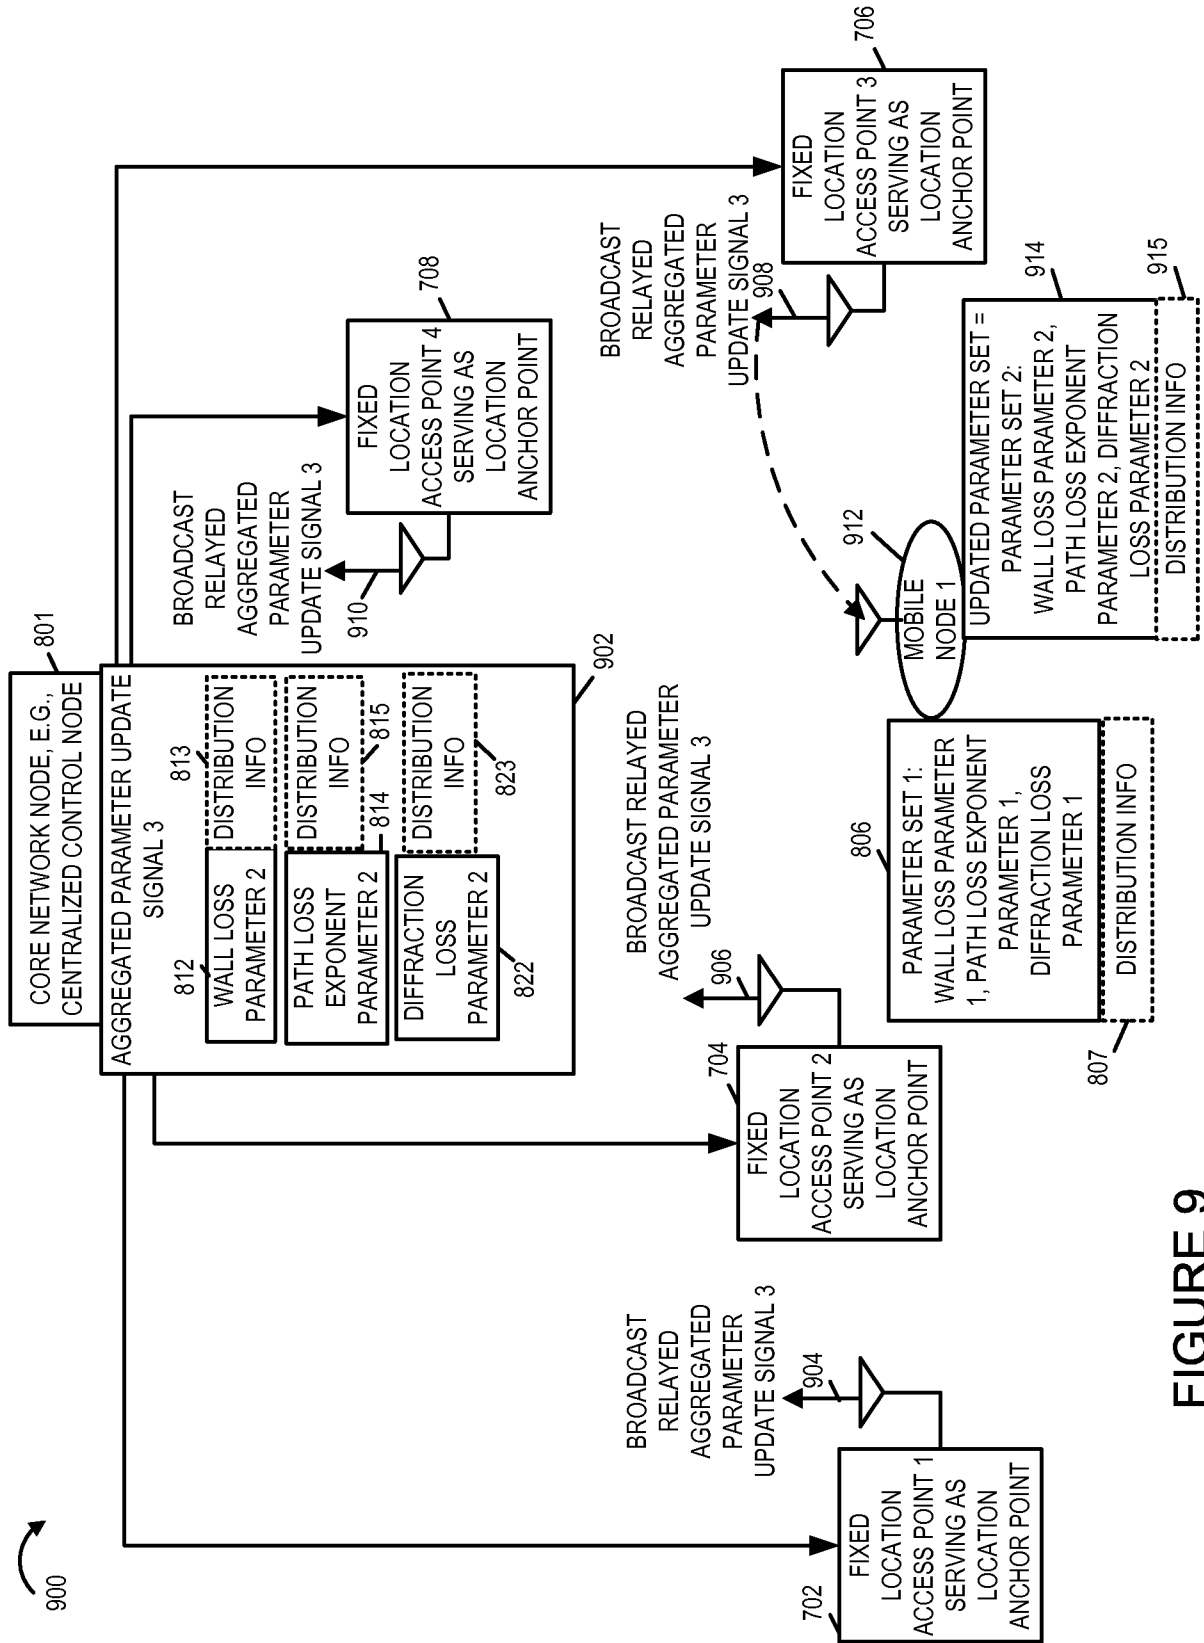 900
CORE NETWORK NODE, E.G.,
CENTRALIZED CONTROL NODE
801
AGGREGATED PARAMETER UPDATE
SIGNAL 3
812
WALL LOSS
PARAMETER 2
813
DISTRIBUTION
INFO
PATH LOSS
EXPONENT
PARAMETER 2
814
DISTRIBUTION
INFO
815
DIFFRACTION
LOSS
PARAMETER 2
822
DISTRIBUTION
INFO
823
902
BROADCAST
RELAYED
AGGREGATED
PARAMETER
UPDATE SIGNAL 3
910
FIXED
LOCATION
ACCESS POINT 4
SERVING AS
LOCATION
ANCHOR POINT
708
BROADCAST
RELAYED
AGGREGATED
PARAMETER
UPDATE SIGNAL 3
908
FIXED
LOCATION
ACCESS POINT 3
SERVING AS
LOCATION
ANCHOR POINT
706
BROADCAST RELAYED
AGGREGATED PARAMETER
UPDATE SIGNAL 3
906
FIXED
LOCATION
ACCESS POINT 2
SERVING AS
LOCATION
ANCHOR POINT
704
BROADCAST
RELAYED
AGGREGATED
PARAMETER
UPDATE SIGNAL 3
904
FIXED
LOCATION
ACCESS POINT 1
SERVING AS
LOCATION
ANCHOR POINT
702
MOBILE
NODE 1
912
806
PARAMETER SET 1:
WALL LOSS PARAMETER
1, PATH LOSS EXPONENT
PARAMETER 1,
DIFFRACTION LOSS
PARAMETER 1
DISTRIBUTION INFO
807
UPDATED PARAMETER SET =
PARAMETER SET 2:
WALL LOSS PARAMETER 2,
PATH LOSS EXPONENT
PARAMETER 2, DIFFRACTION
LOSS PARAMETER 2
914
DISTRIBUTION INFO
915
FIGURE 9